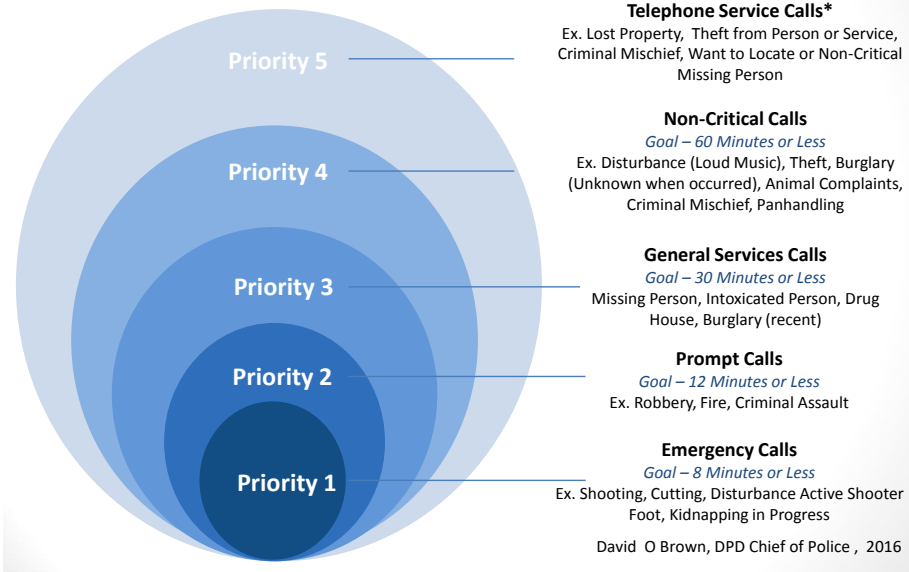 Telephone Service Calls*
Ex. Lost Property, Theft from Person or Service,
Criminal Mischief, Want to Locate or Non-Critical
Missing Person
Priority 5
Non-Critical Calls
Goal – 60 Minutes or Less
Ex. Disturbance (Loud Music), Theft, Burglary
(Unknown when occurred), Animal Complaints,
Criminal Mischief, Panhandling
Priority 4
General Services Calls
Goal – 30 Minutes or Less
Missing Person, Intoxicated Person, Drug
House, Burglary (recent)
Priority 3
Prompt Calls
Goal – 12 Minutes or Less
Ex. Robbery, Fire, Criminal Assault
Priority 2
Emergency Calls
Goal – 8 Minutes or Less
Ex. Shooting, Cutting, Disturbance Active Shooter
Foot, Kidnapping in Progress
Priority 1
David O Brown, DPD Chief of Police , 2016